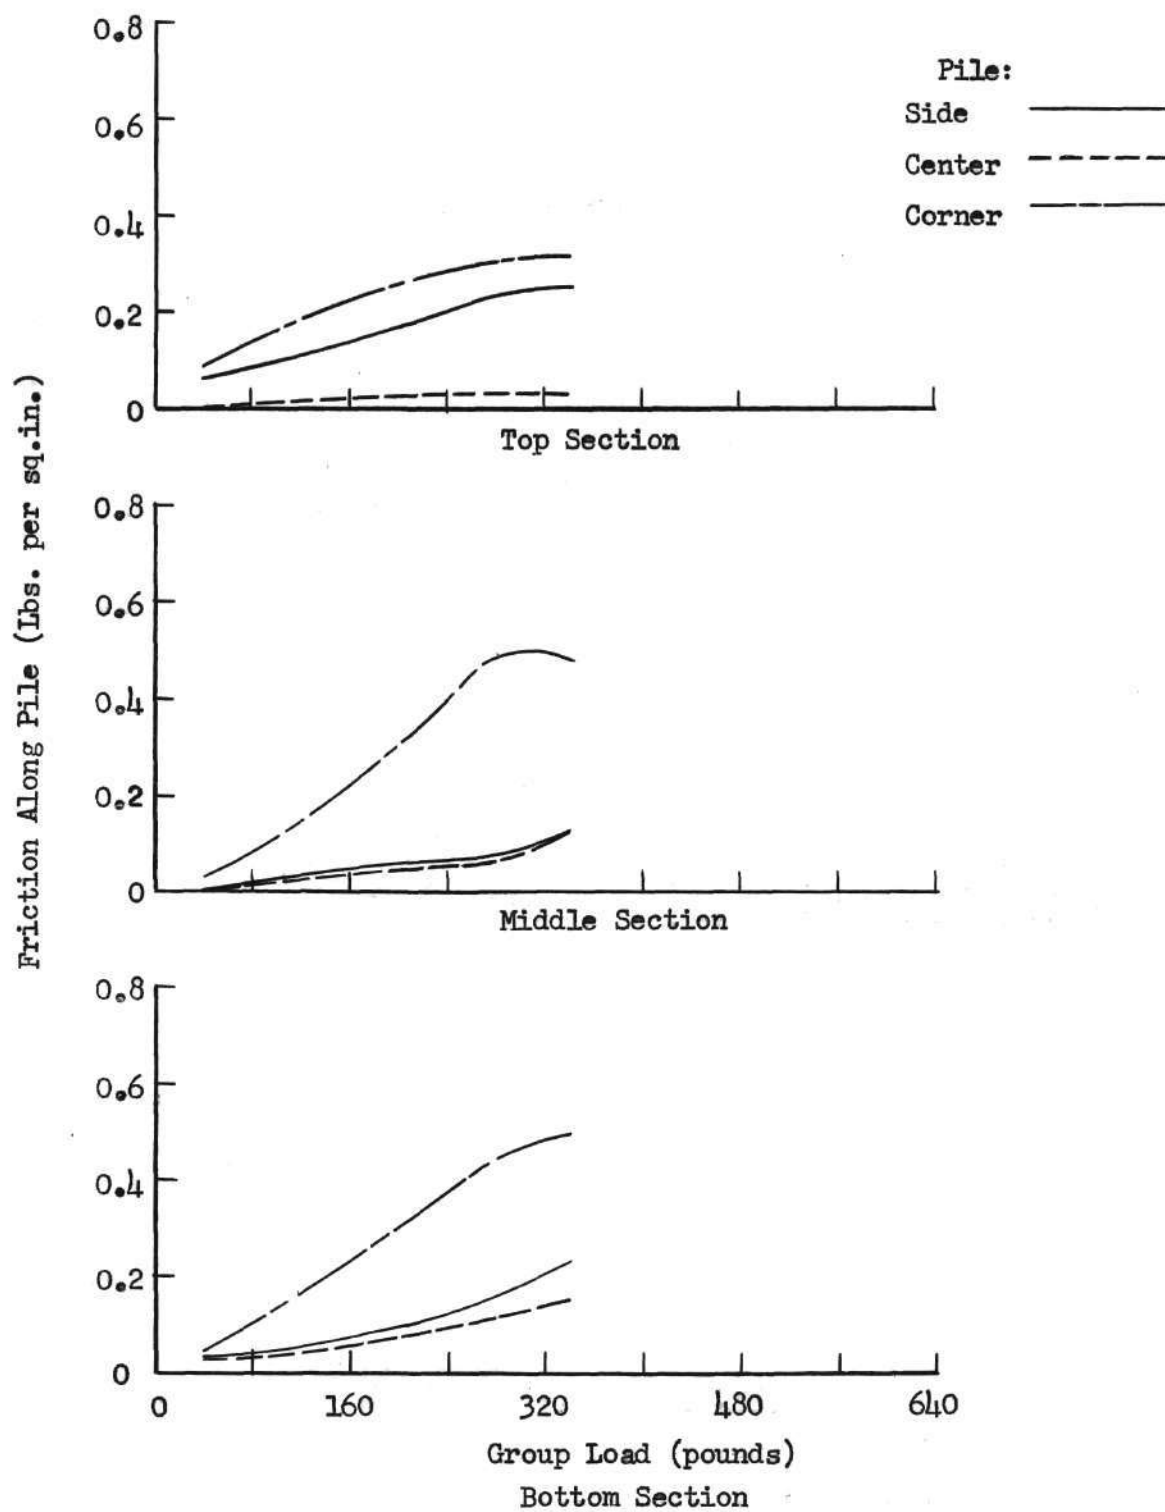 Pile:
Side
Center
Corner
0.8
0.6
0.4
0.2
0
Top Section
Friction Along Pile (Lbs. per sq.in.)
0.8
0.6
0.4
0.2
0
Middle Section
0.8
0.6
0.4
0.2
0
0 160 320 480 640
Group Load (pounds)
Bottom Section